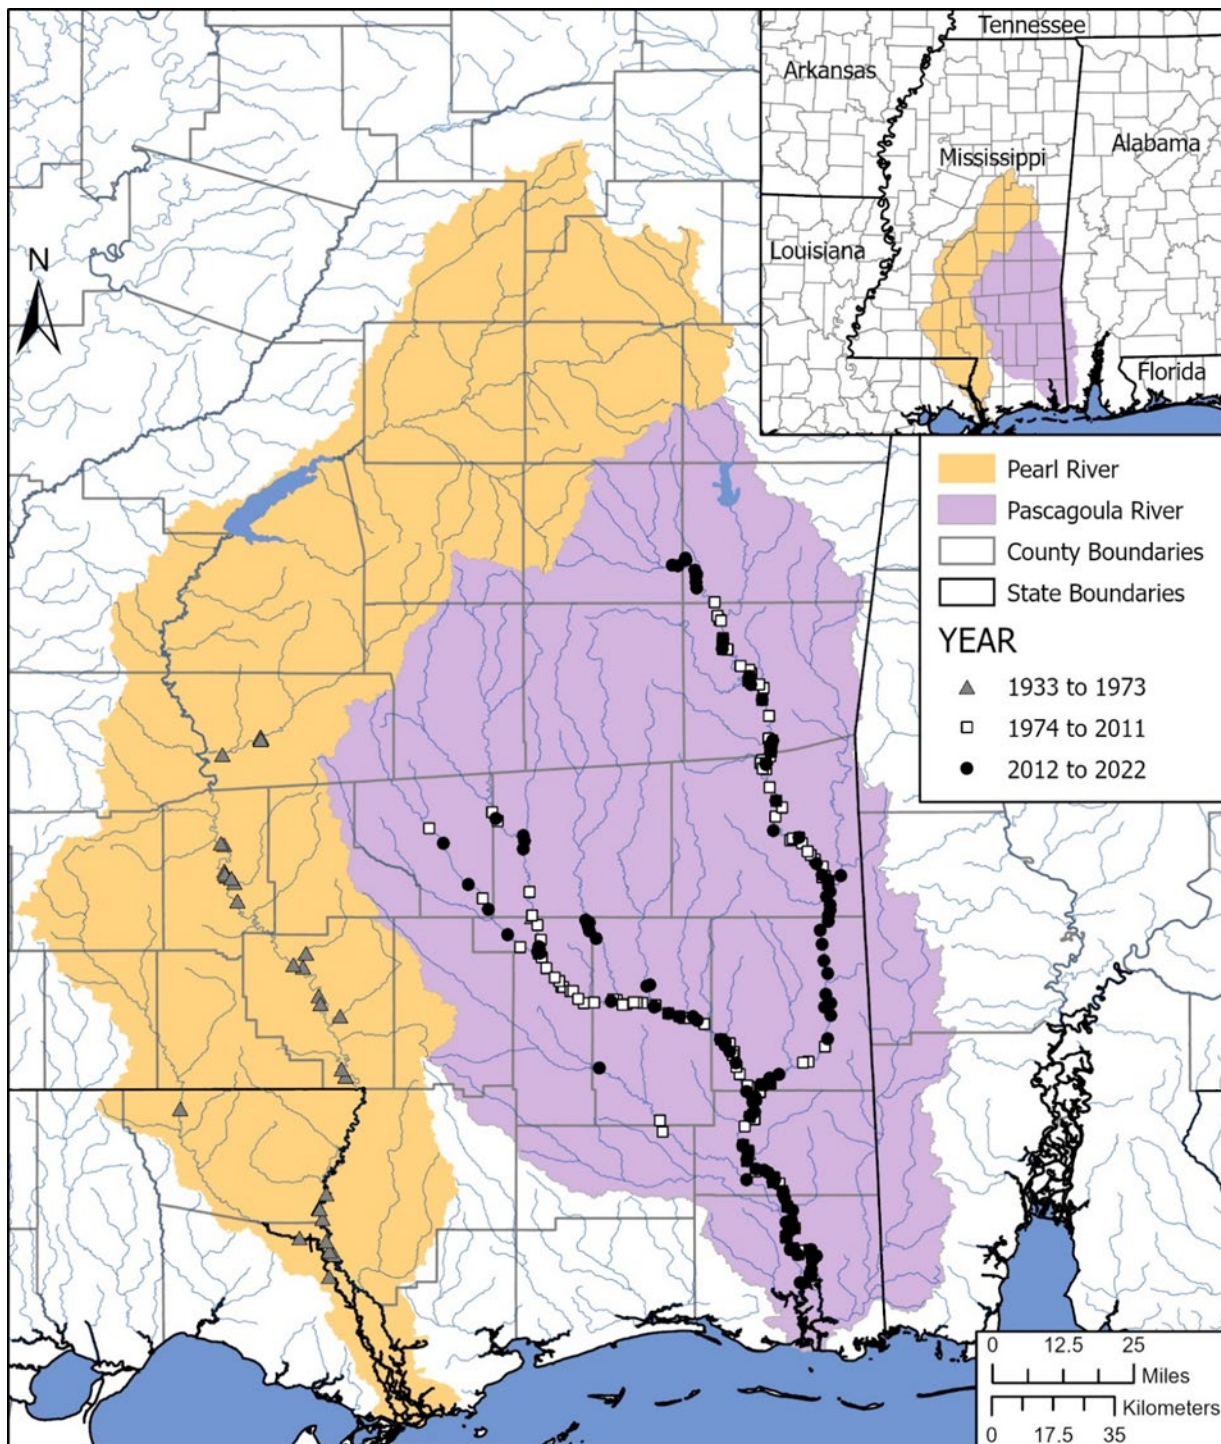 Tennessee
Arkansas
Mississippi
Alabama
Louisiana
Florida
N
Pearl River
Pascagoula River
County Boundaries
State Boundaries
YEAR
1933 to 1973
1974 to 2011
2012 to 2022
0 12.5 25
Miles
Kilometers
0 17.5 35